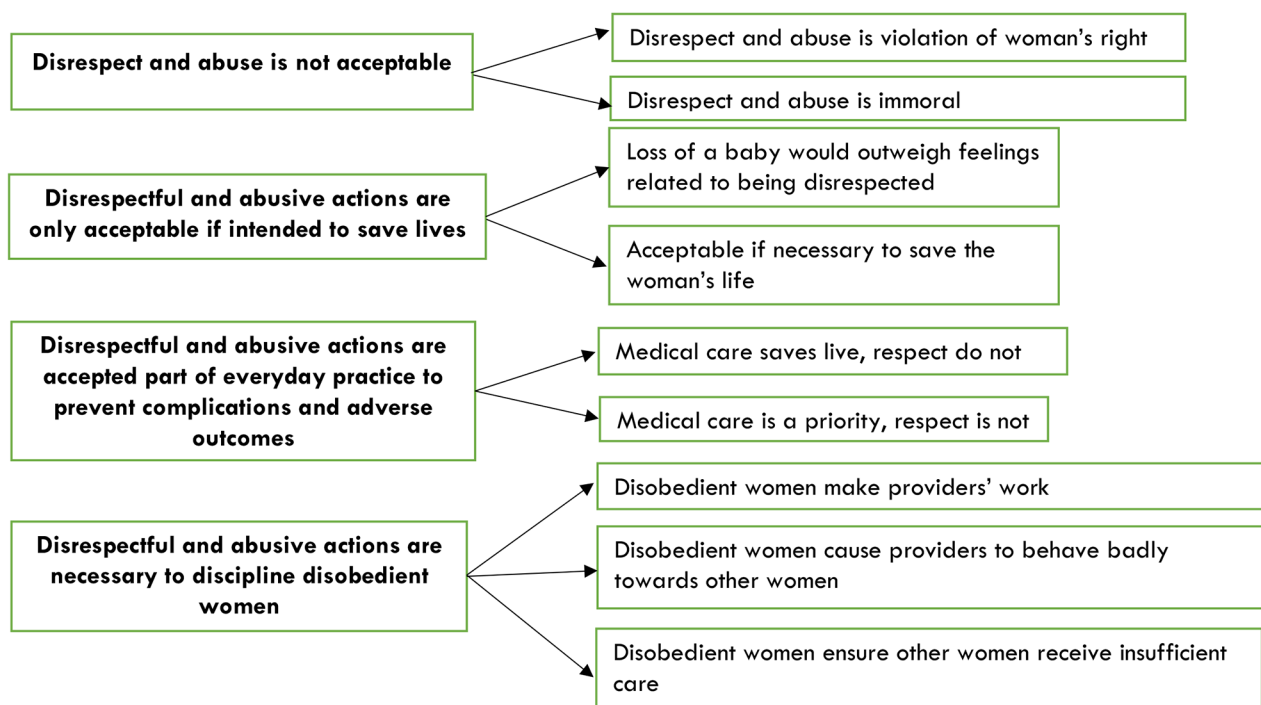 Disrespect and abuse is not acceptable
Disrespect and abuse is violation of woman's right
Disrespect and abuse is immoral
Disrespectful and abusive actions are
only acceptable if intended to save lives
Loss of a baby would outweigh feelings
related to being disrespected
Acceptable if necessary to save the
woman's life
Disrespectful and abusive actions are
accepted part of everyday practice to
prevent complications and adverse
outcomes
Medical care saves live, respect do not
Medical care is a priority, respect is not
Disrespectful and abusive actions are
necessary to discipline disobedient
women
Disobedient women make providers' work
Disobedient women cause providers to behave badly
towards other women
Disobedient women ensure other women receive insufficient
care